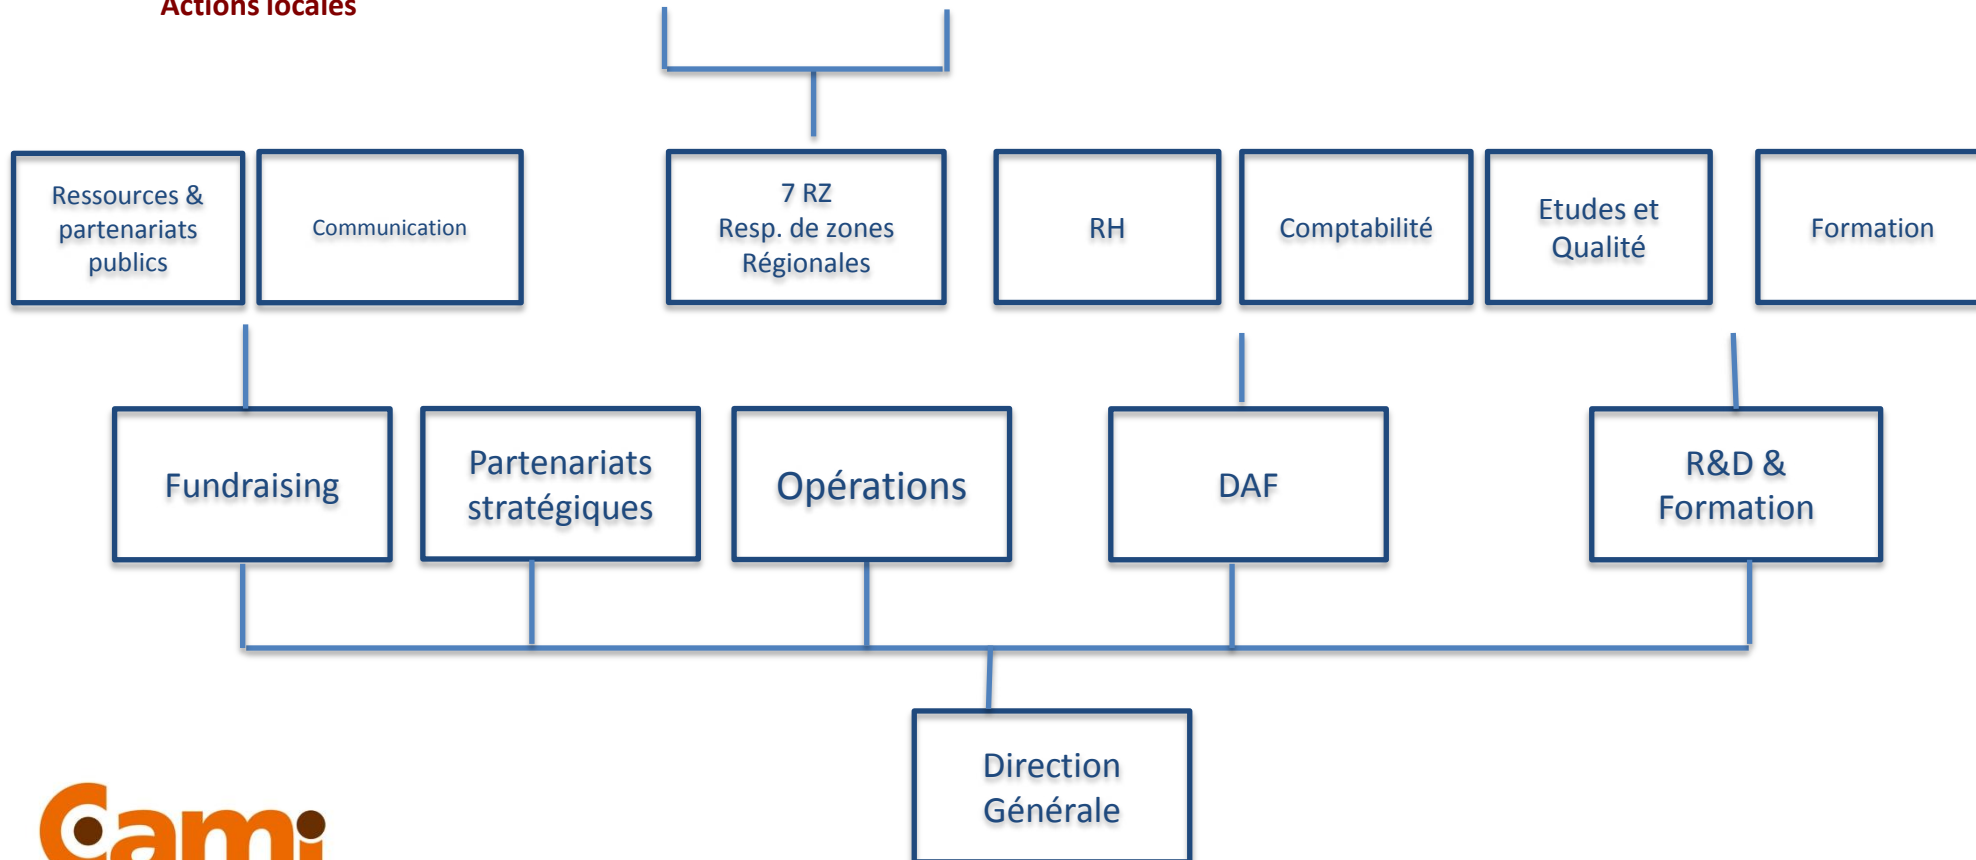 Actions locales
Ressources &
partenariats
publics
Communication
7 RZ
Resp. de zones
Régionales
RH
Comptabilité
Etudes et
Qualité
Formation
Fundraising
Partenariats
stratégiques
Opérations
DAF
R&D &
Formation
Direction
Générale
Cami